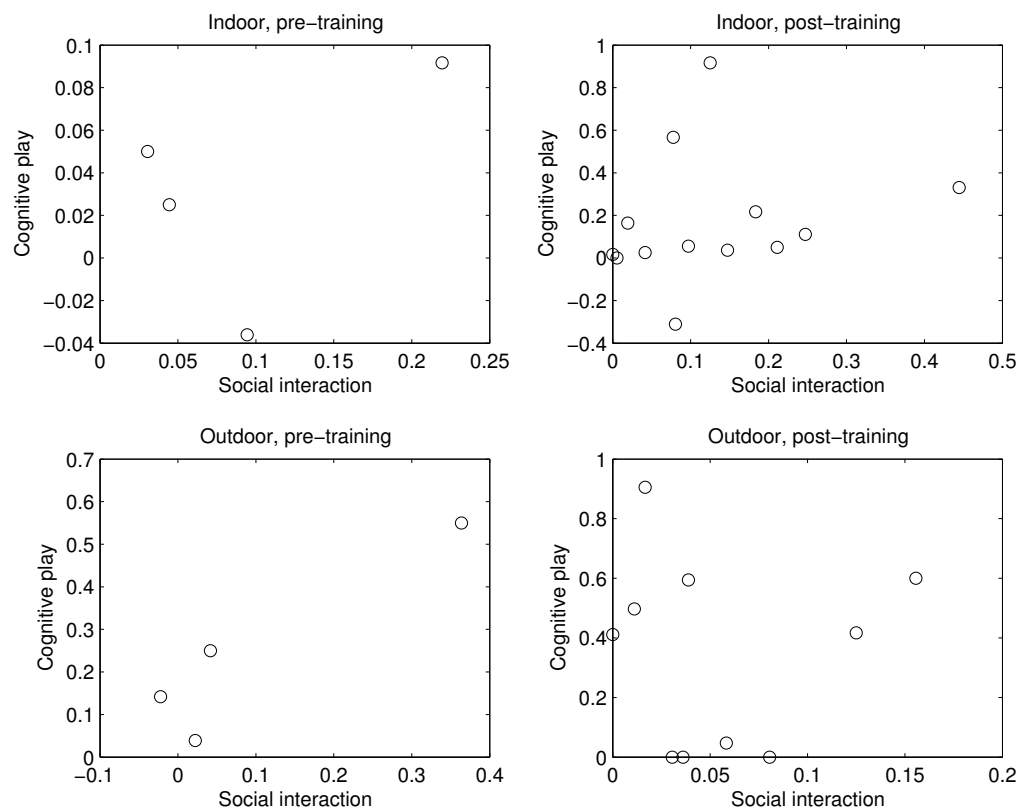 Indoor, pre−training
0.1
0.08
0.06
0.04
0.02
0
−0.02
−0.04
Cognitive play
0 0.05 0.1 0.15 0.2 0.25
Social interaction
Indoor, post−training
1
0.8
0.6
0.4
0.2
0
−0.2
−0.4
Cognitive play
0 0.1 0.2 0.3 0.4 0.5
Social interaction
Outdoor, pre−training
0.7
0.6
0.5
0.4
0.3
0.2
0.1
0
Cognitive play
−0.1 0 0.1 0.2 0.3 0.4
Social interaction
Outdoor, post−training
1
0.8
0.6
0.4
0.2
0
Cognitive play
0 0.05 0.1 0.15 0.2
Social interaction